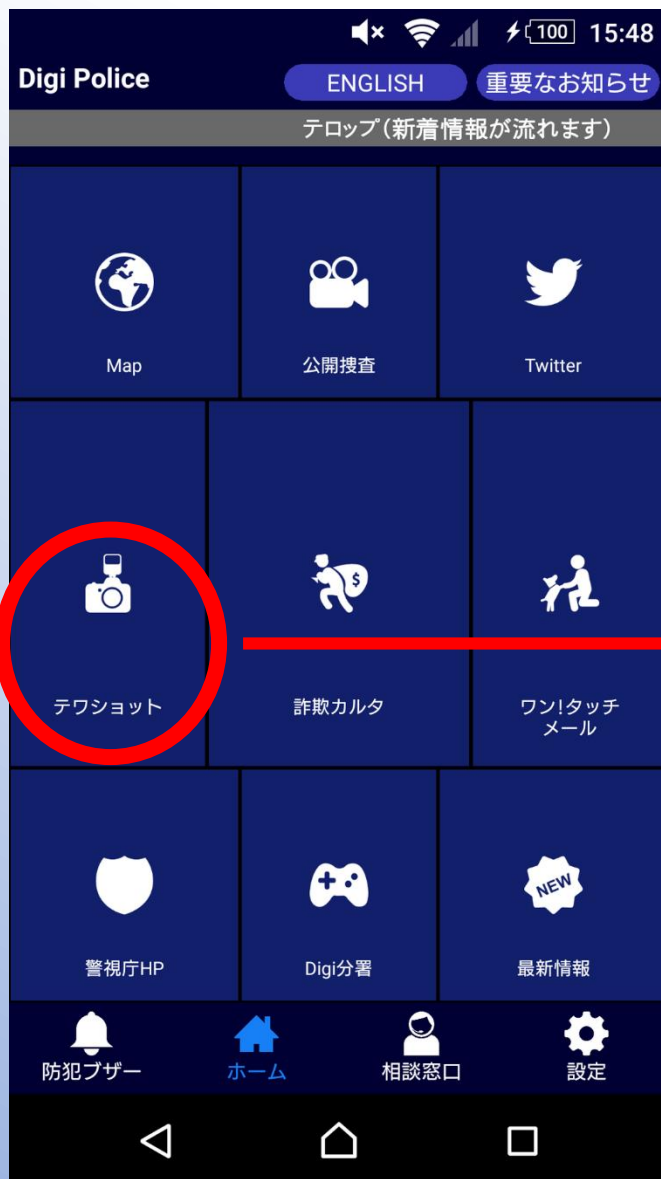 100 15:48
Digi Police
ENGLISH
重要なお知らせ
テロップ(新着情報が流れます)
Map
公開捜査
Twitter
テワショット
詐欺カルタ
ワン!タッチ
メール
$
警視庁HP
Digi分署
NEW
最新情報
防犯ブザー
ホーム
相談窓口
設定